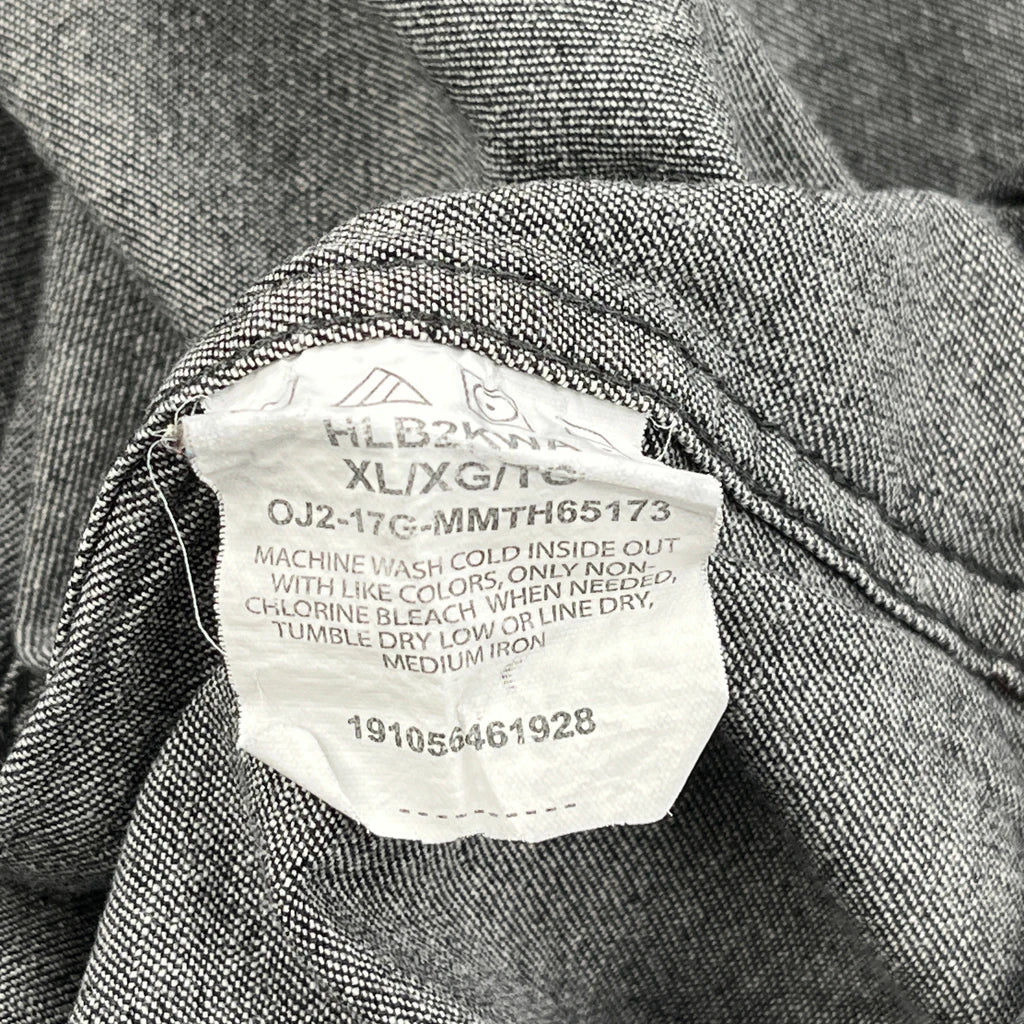 HLB2KWA
XL/XG/TG
OJ2-17G-MMTH65173
MACHINE WASH COLD INSIDE OUT
WITH LIKE COLORS, ONLY NON-
CHLORINE BLEACH WHEN NEEDED,
TUMBLE DRY LOW OR LINE DRY,
MEDIUM IRON
191056461928